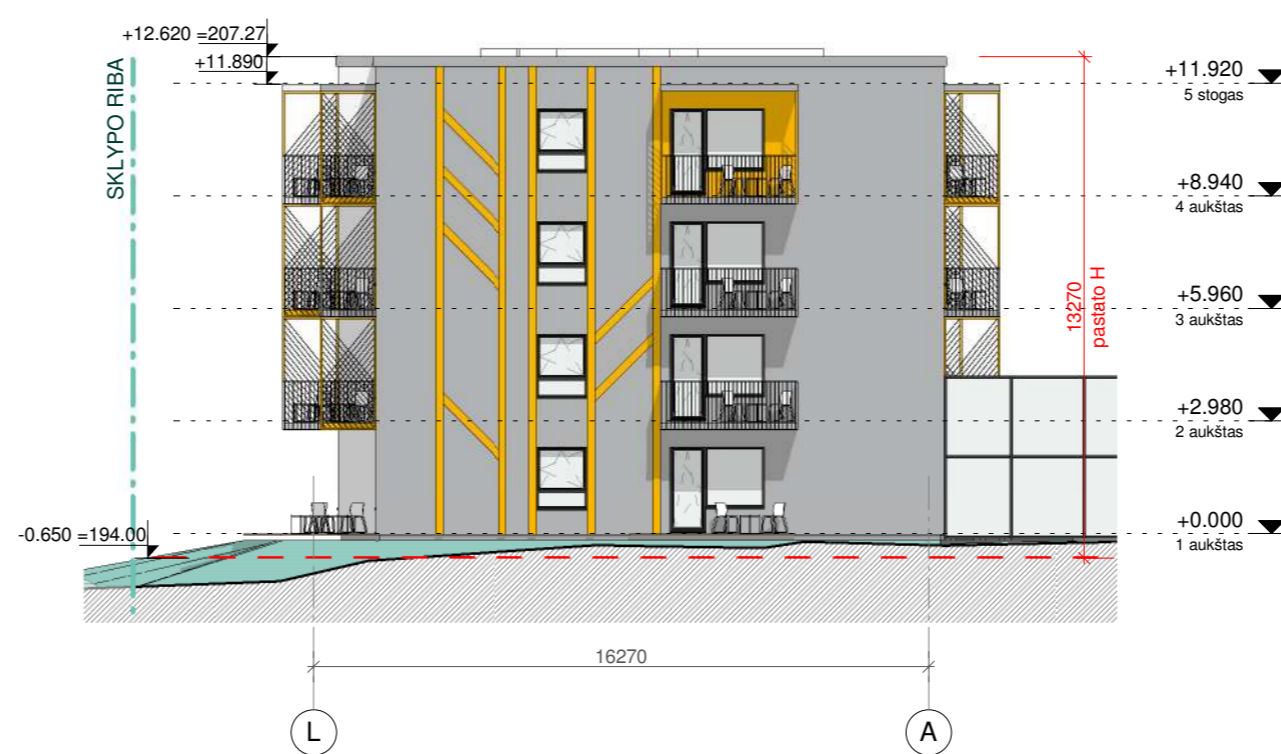 +12.620 =207.27
+11.890
SKLYPO RIBA
-0.650 =194.00
13270
pastato H
+11.920
5 stogas
+8.940
4 aukštas
+5.960
3 aukštas
+2.980
2 aukštas
+0.000
1 aukštas
16270
L
A